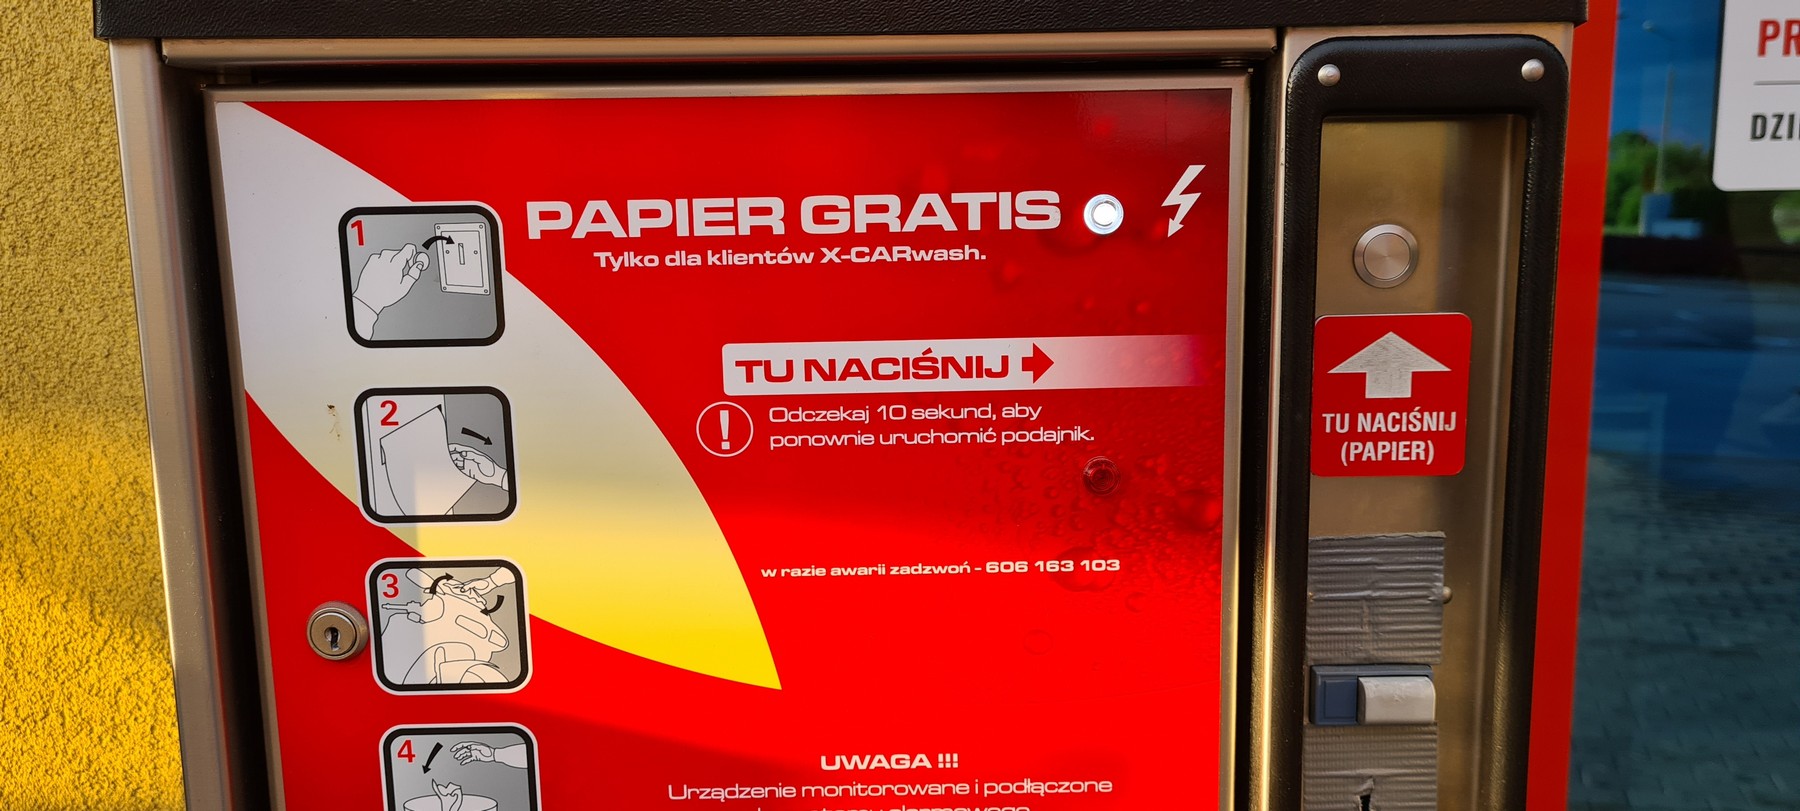 PAPIER GRATIS
Tylko dla klientów X-CARwash.
1
TU NACIŚNIJ
2
Odczekaj 10 sekund, aby
ponownie uruchomić podajnik.
3
w razie awarii zadzwoń - 606 163 103
4
UWAGA !!!
Urządzenie monitorowane i podłączone
TU NACIŚNIJ
(PAPIER)
PR
DZI